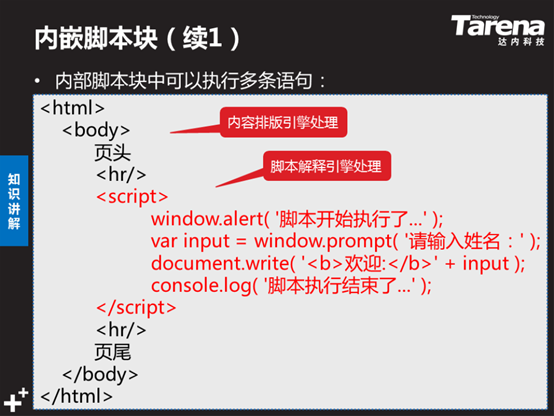 内嵌脚本块（续1）
Technology
Tarena
达内科技
• 内部脚本块中可以执行多条语句：
<html>
<body>
内容排版引擎处理
页头
<hr/>
脚本解释引擎处理
<script>
window.alert( '脚本开始执行了...' );
var input = window.prompt( '请输入姓名：' );
document.write( '<b>欢迎:</b>' + input );
console.log( '脚本执行结束了...' );
</script>
<hr/>
页尾
</body>
</html>
知识讲解